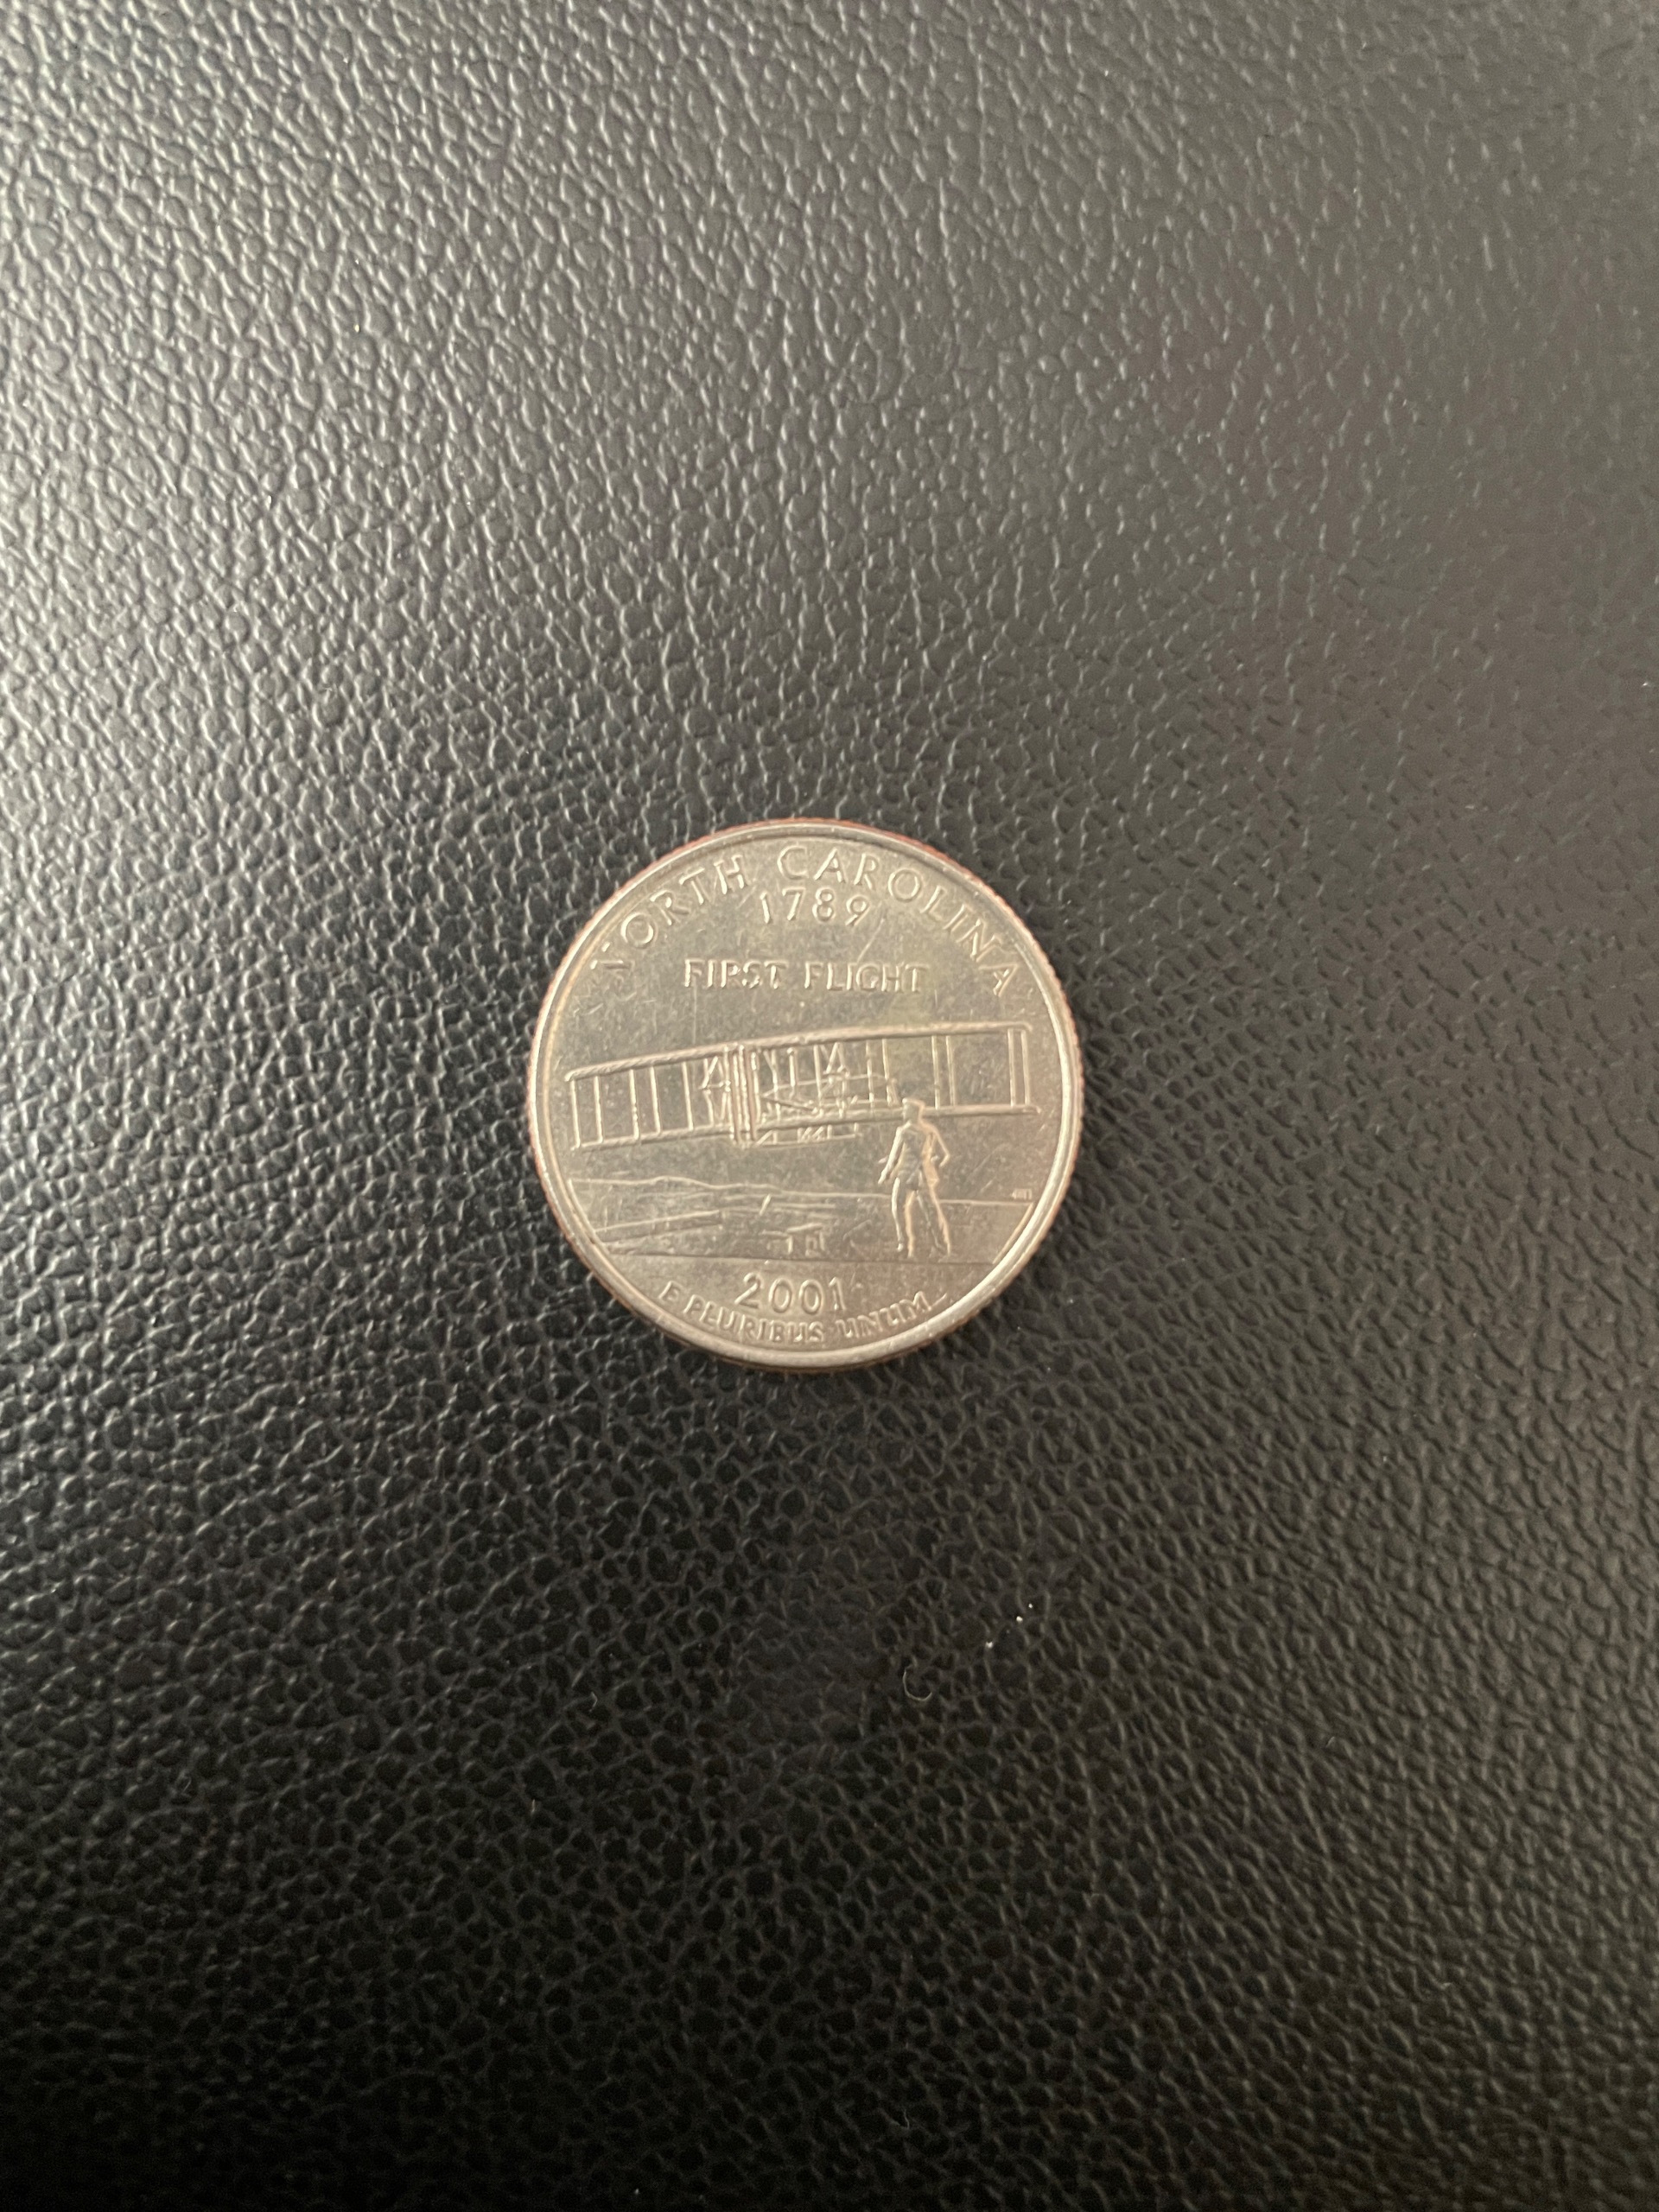 NORTH CAROLINA
1789
FIRST FLIGHT
2001
E PLURIBUS UNUM